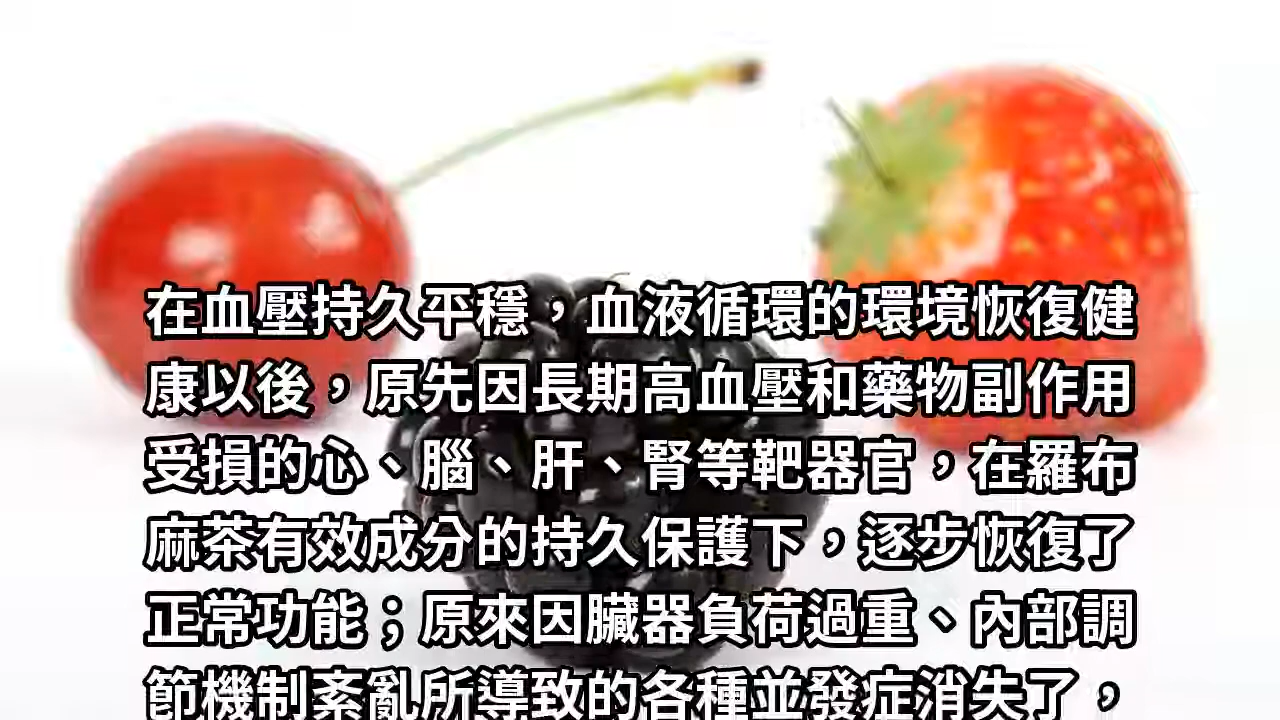 在血壓持久平穩，血液循環的環境恢復健
康以後，原先因長期高血壓和藥物副作用
受損的心、腦、肝、腎等靶器官，在羅布
麻茶有效成分的持久保護下，逐步恢復了
正常功能；原來因臟器負荷過重、內部調
節機制紊亂所導致的各種並發症消失了，